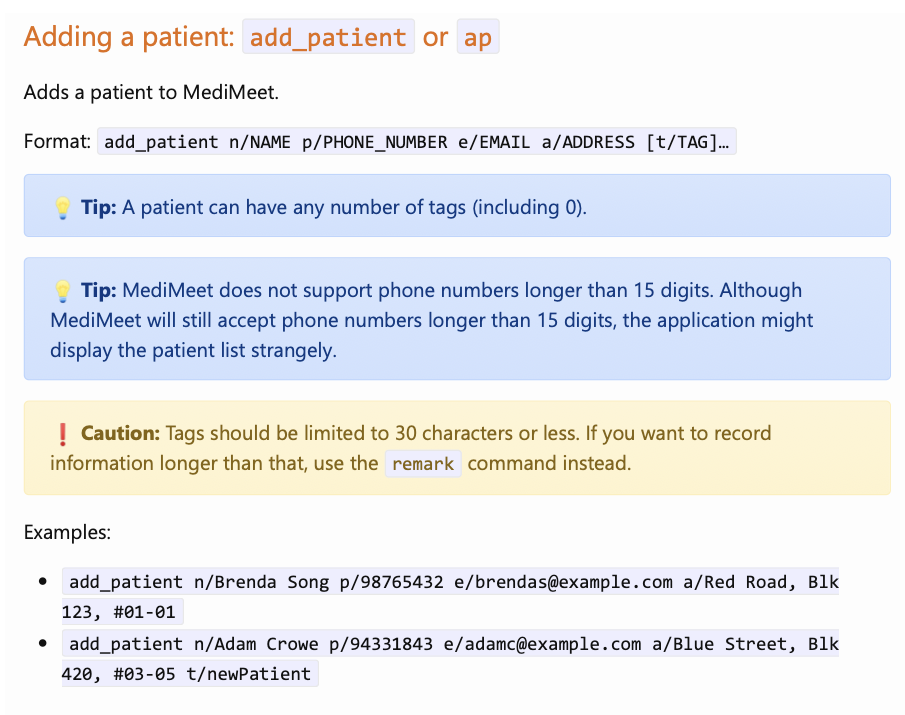 Adding a patient: add_patient or ap
Adds a patient to MediMeet.
Format: add_patient n/NAME p/PHONE_NUMBER e/EMAIL a/ADDRESS [t/TAG]…
💡 Tip: A patient can have any number of tags (including 0).
💡 Tip: MediMeet does not support phone numbers longer than 15 digits. Although
MediMeet will still accept phone numbers longer than 15 digits, the application might
display the patient list strangely.
❗ Caution: Tags should be limited to 30 characters or less. If you want to record
information longer than that, use the remark command instead.
Examples:
• add_patient n/Brenda Song p/98765432 e/brendas@example.com a/Red Road, Blk
123, #01-01
• add_patient n/Adam Crowe p/94331843 e/adamc@example.com a/Blue Street, Blk
420, #03-05 t/newPatient